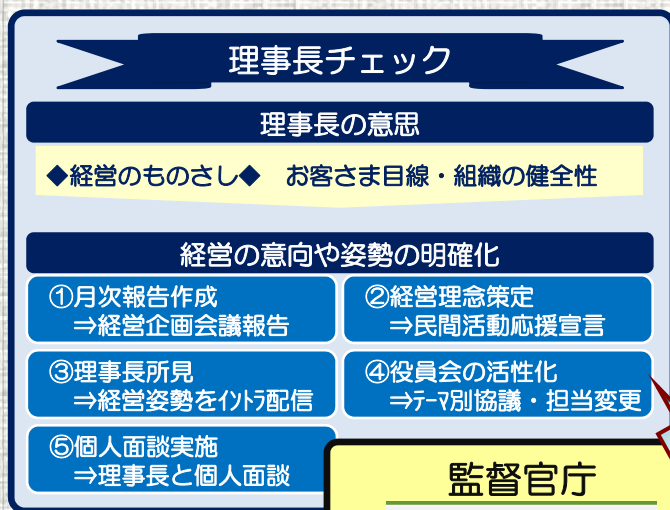 理事長チェック
理事長の意思
◆経営のものさし◆　お客さま目線・組織の健全性
経営の意向や姿勢の明確化
①月次報告作成
⇒経営企画会議報告
②経営理念策定
⇒民間活動応援宣言
③理事長所見
⇒経営姿勢をｲﾝﾄﾗ配信
④役員会の活性化
⇒ﾃｰﾏ別協議・担当変更
⑤個人面談実施
⇒理事長と個人面談
監督官庁